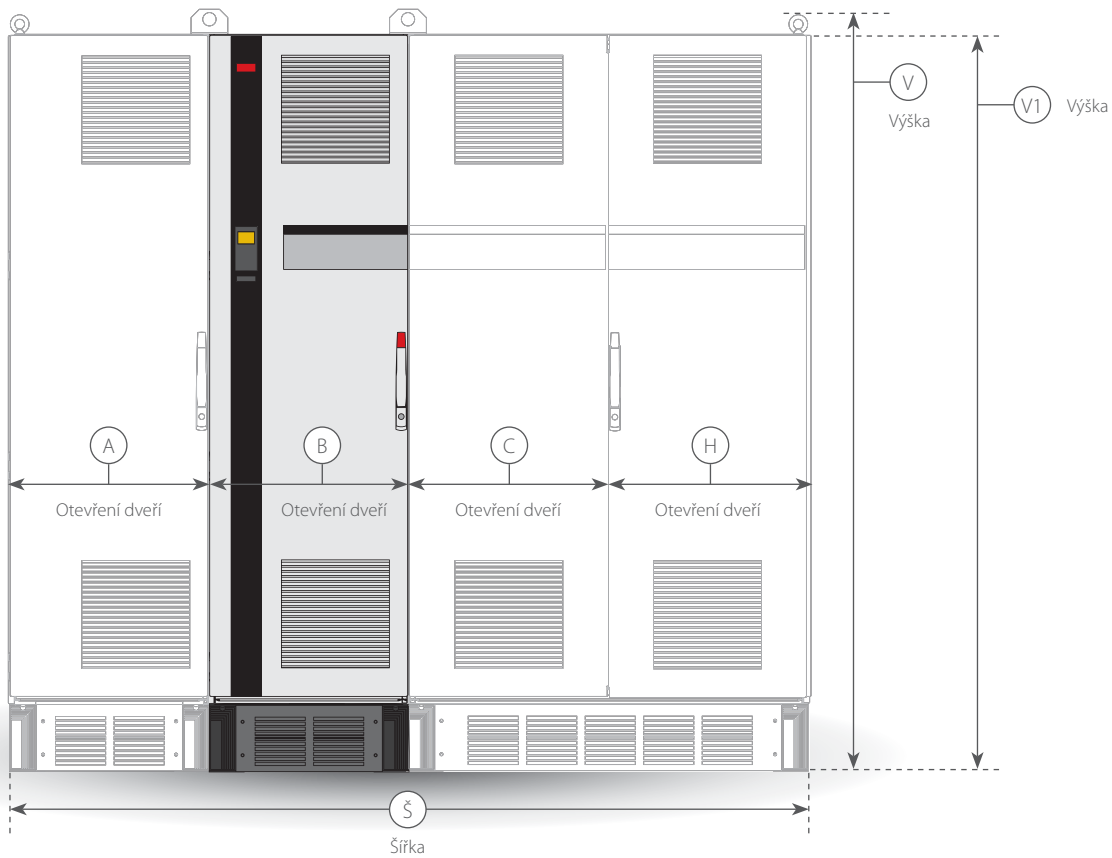 V
Výška
V1 Výška
A
B
C
H
Otevření dveří
Otevření dveří
Otevření dveří
Otevření dveří
Š
Šířka